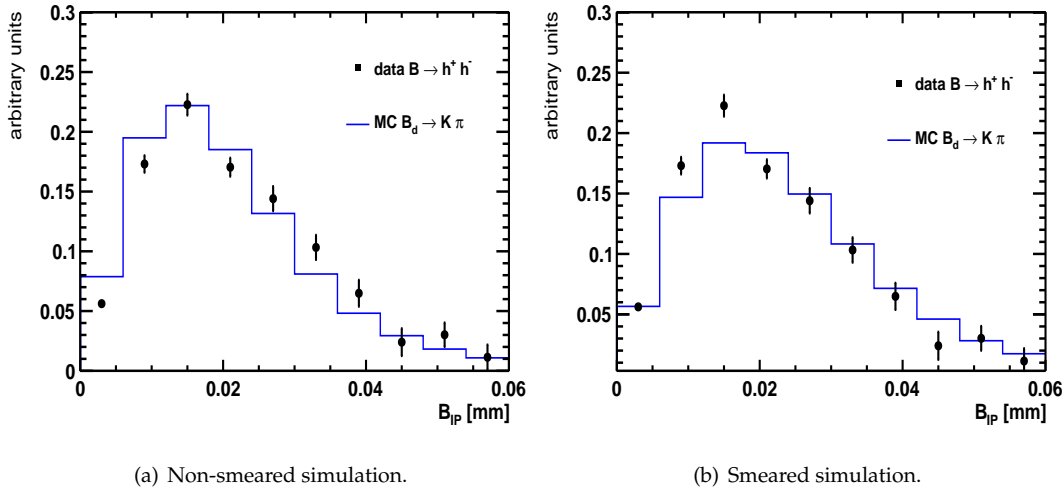 arbitrary units
0.3
0.25
0.2
0.15
0.1
0.05
0
data B → h⁺ h⁻
MC B_d → K π
0 0.02 0.04 0.06
B_IP [mm]
(a) Non-smeared simulation.
arbitrary units
0.3
0.25
0.2
0.15
0.1
0.05
data B → h⁺ h⁻
MC B_d → K π
0 0.02 0.04 0.06
B_IP [mm]
(b) Smeared simulation.